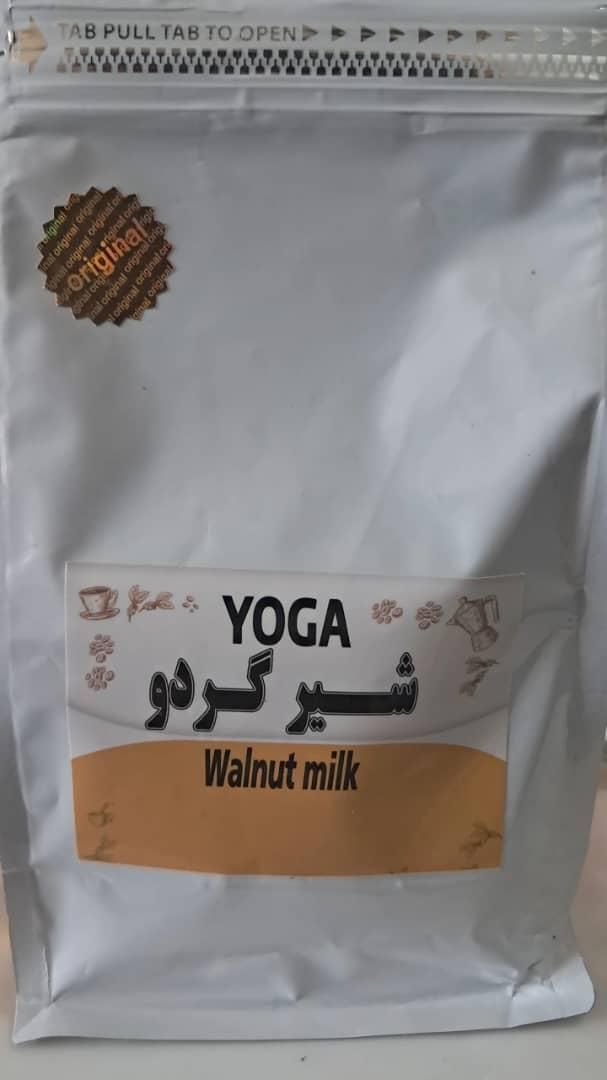 TAB PULL TAB TO OPEN
original
YOGA
شیر گردو
Walnut milk